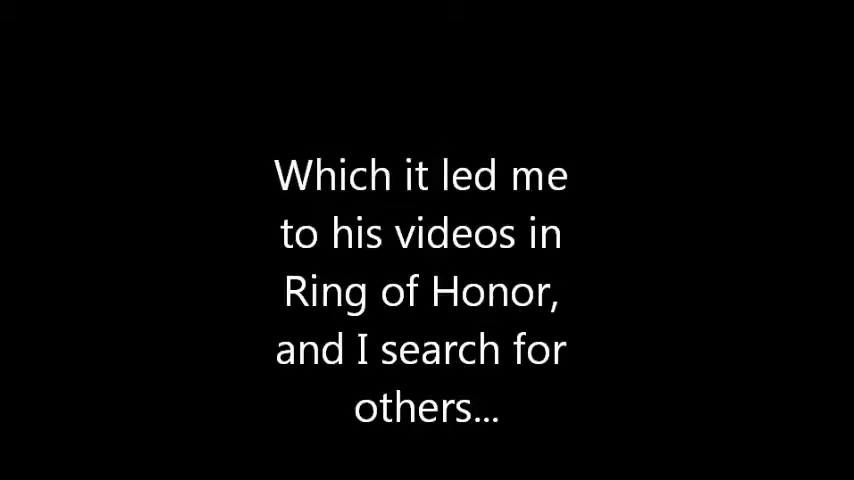 Which it led me
to his videos in
Ring of Honor,
and I search for
others...